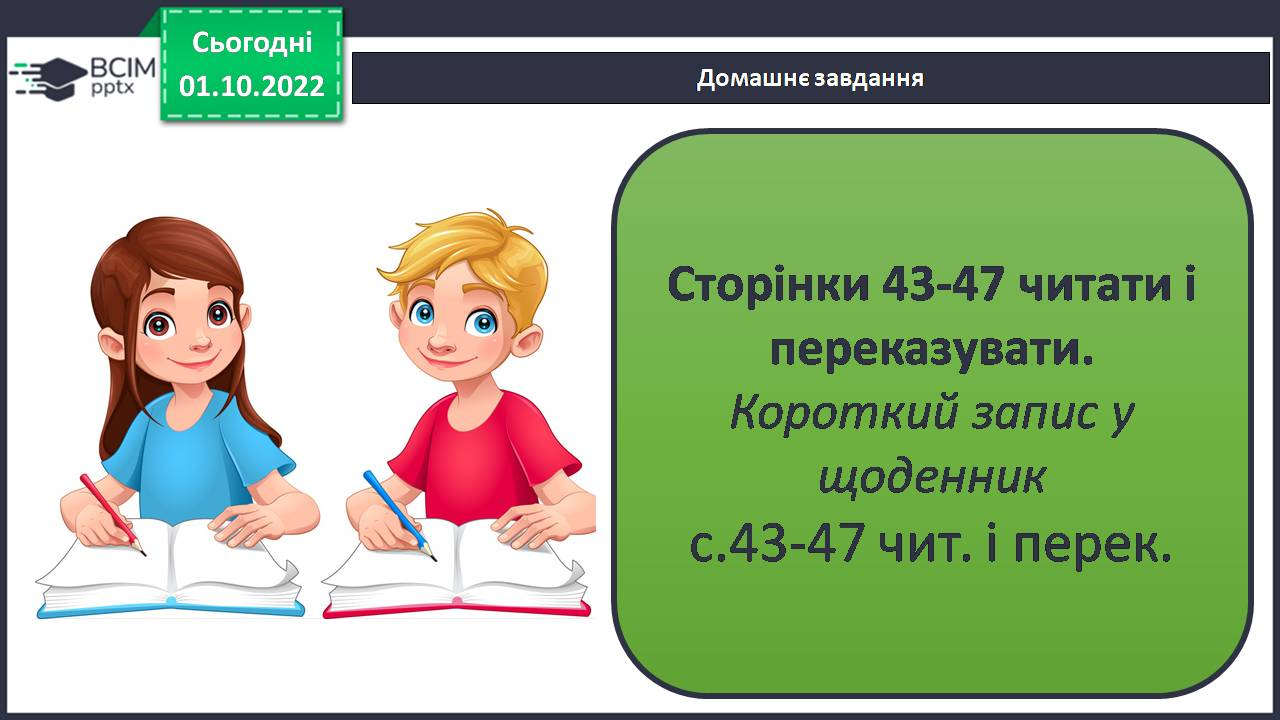 Сьогодні
01.10.2022
ВСІМ
pptx
Домашнє завдання
Сторінки 43-47 читати і
переказувати.
Короткий запис у
щоденник
с.43-47 чит. і перек.